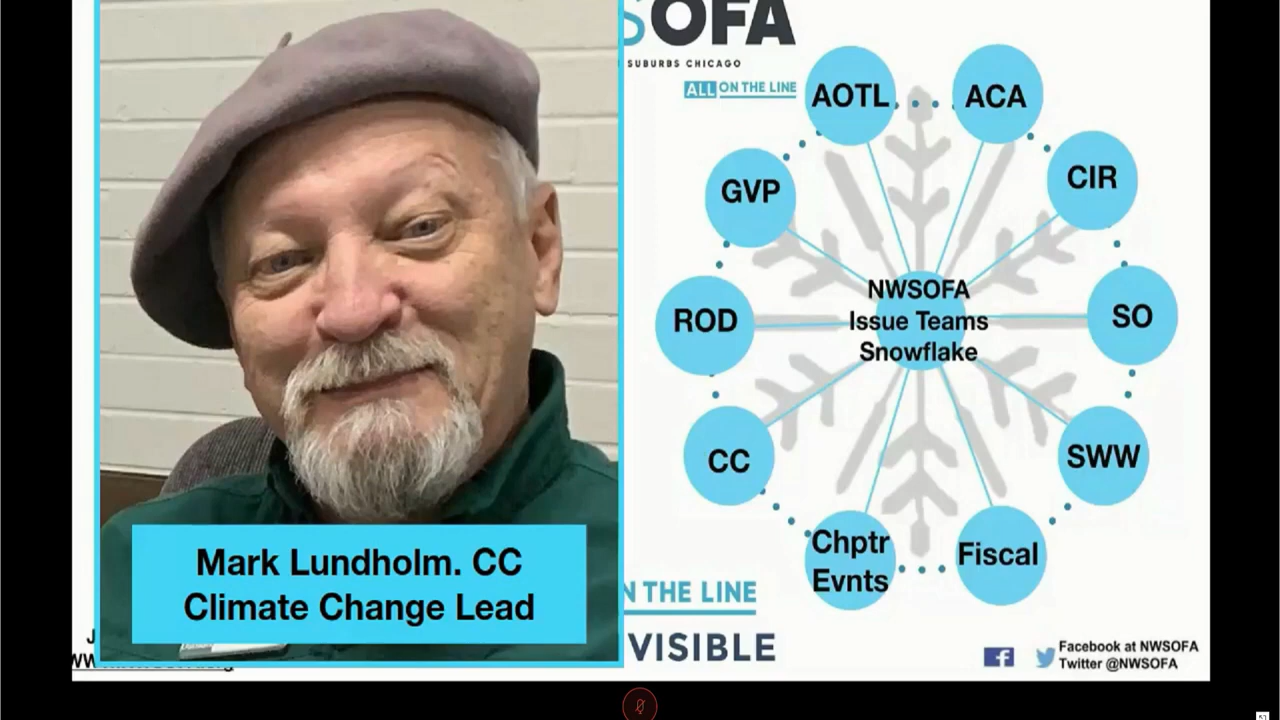 SOFA
SUBURBS CHICAGO
ALL ON THE LINE
AOTL
ACA
GVP
CIR
NWSOFA
Issue Teams
Snowflake
ROD
SO
CC
SWW
Chptr
Evnts
Fiscal
Mark Lundholm. CC
Climate Change Lead
N THE LINE
VISIBLE
Facebook at NWSOFA
Twitter @NWSOFA